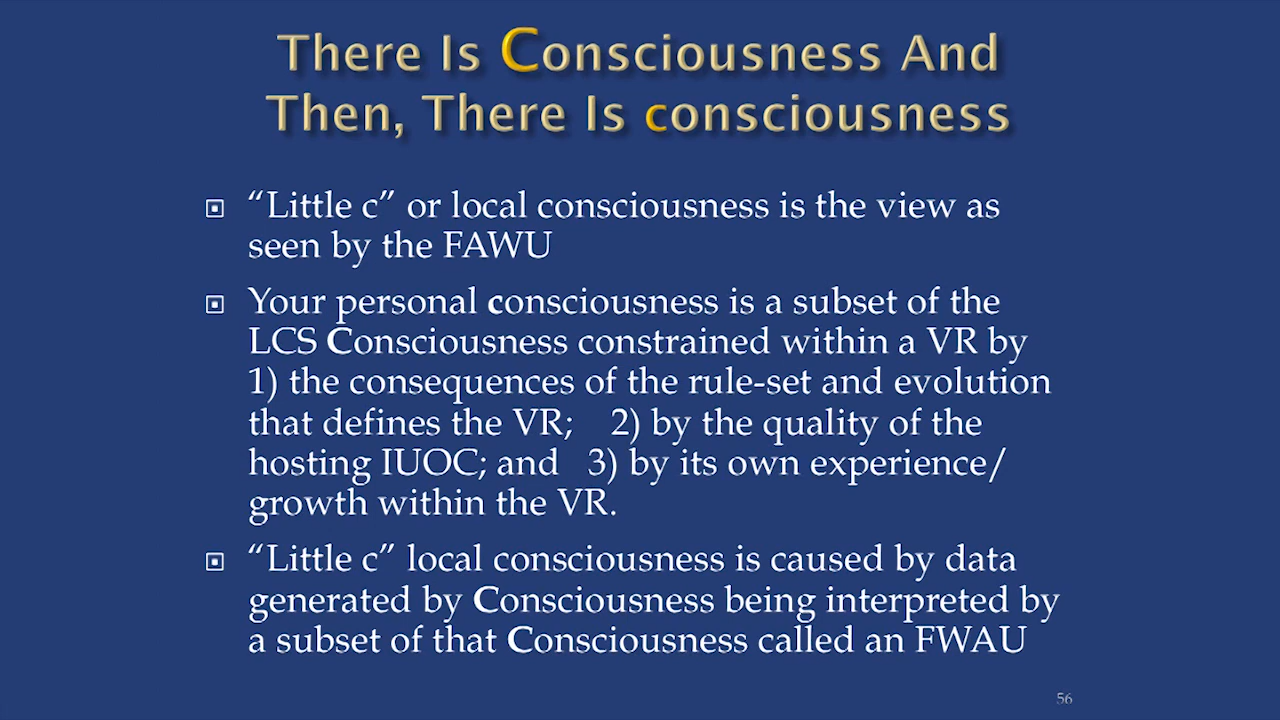 There Is Consciousness And
Then, There Is consciousness
“Little c” or local consciousness is the view as
seen by the FAWU
Your personal consciousness is a subset of the
LCS Consciousness constrained within a VR by
1) the consequences of the rule-set and evolution
that defines the VR; 2) by the quality of the
hosting IUOC; and 3) by its own experience/
growth within the VR.
“Little c” local consciousness is caused by data
generated by Consciousness being interpreted by
a subset of that Consciousness called an FWAU
56